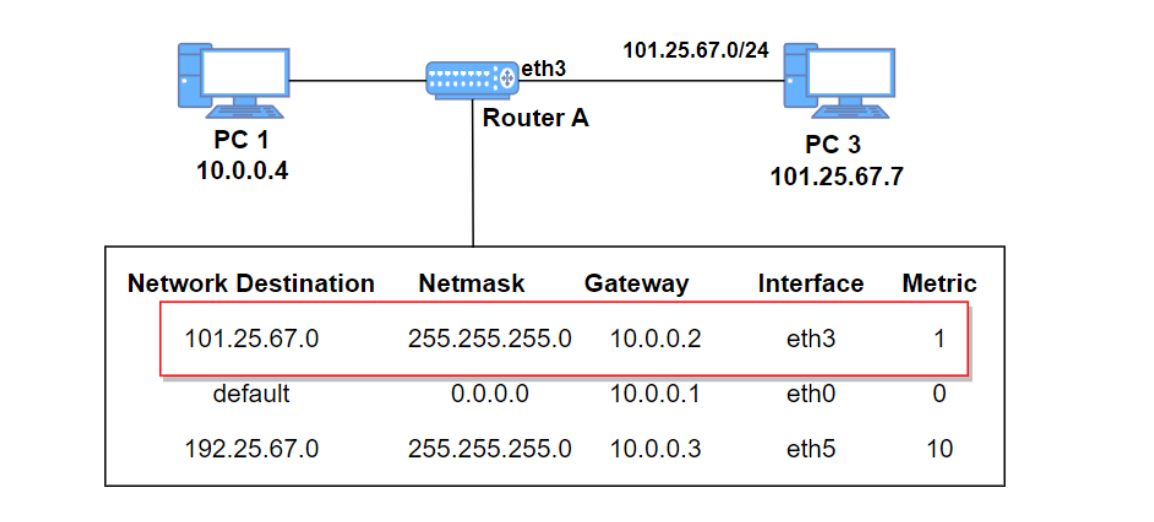 101.25.67.0/24
eth3
Router A
PC 1
10.0.0.4
PC 3
101.25.67.7
Network Destination Netmask Gateway Interface Metric
101.25.67.0 255.255.255.0 10.0.0.2 eth3 1
default 0.0.0.0 10.0.0.1 eth0 0
192.25.67.0 255.255.255.0 10.0.0.3 eth5 10